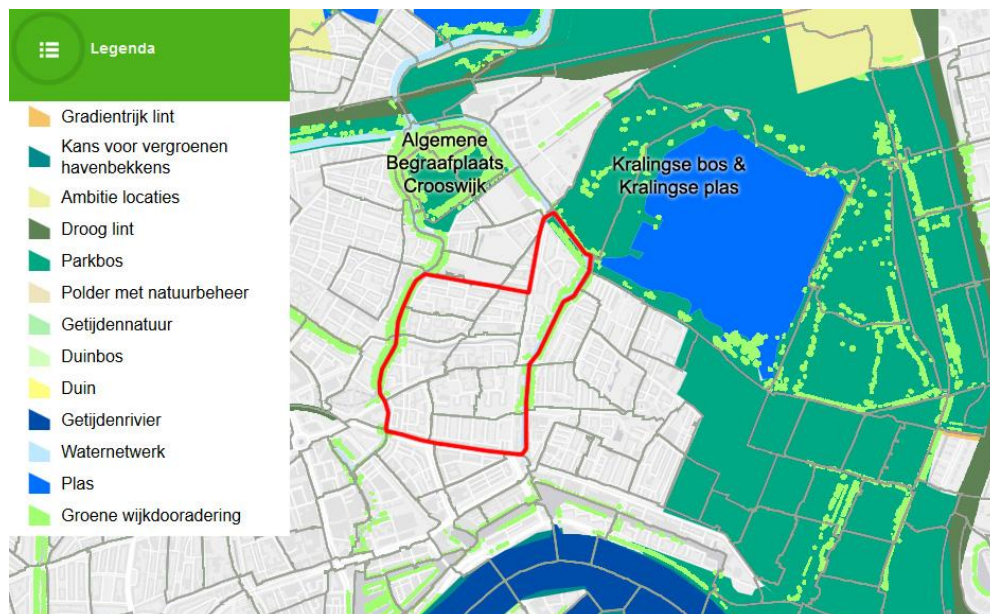 Legenda
Gradientrijk lint
Kans voor vergroenen
havenbekkens
Ambitie locaties
Droog lint
Parkbos
Polder met natuurbeheer
Getijdennatuur
Duinbos
Duin
Getijdenrivier
Waternetwerk
Plas
Groene wijkdooradering
Algemene
Begraafplaats
Crooswijk
Kralingse bos &
Kralingse plas